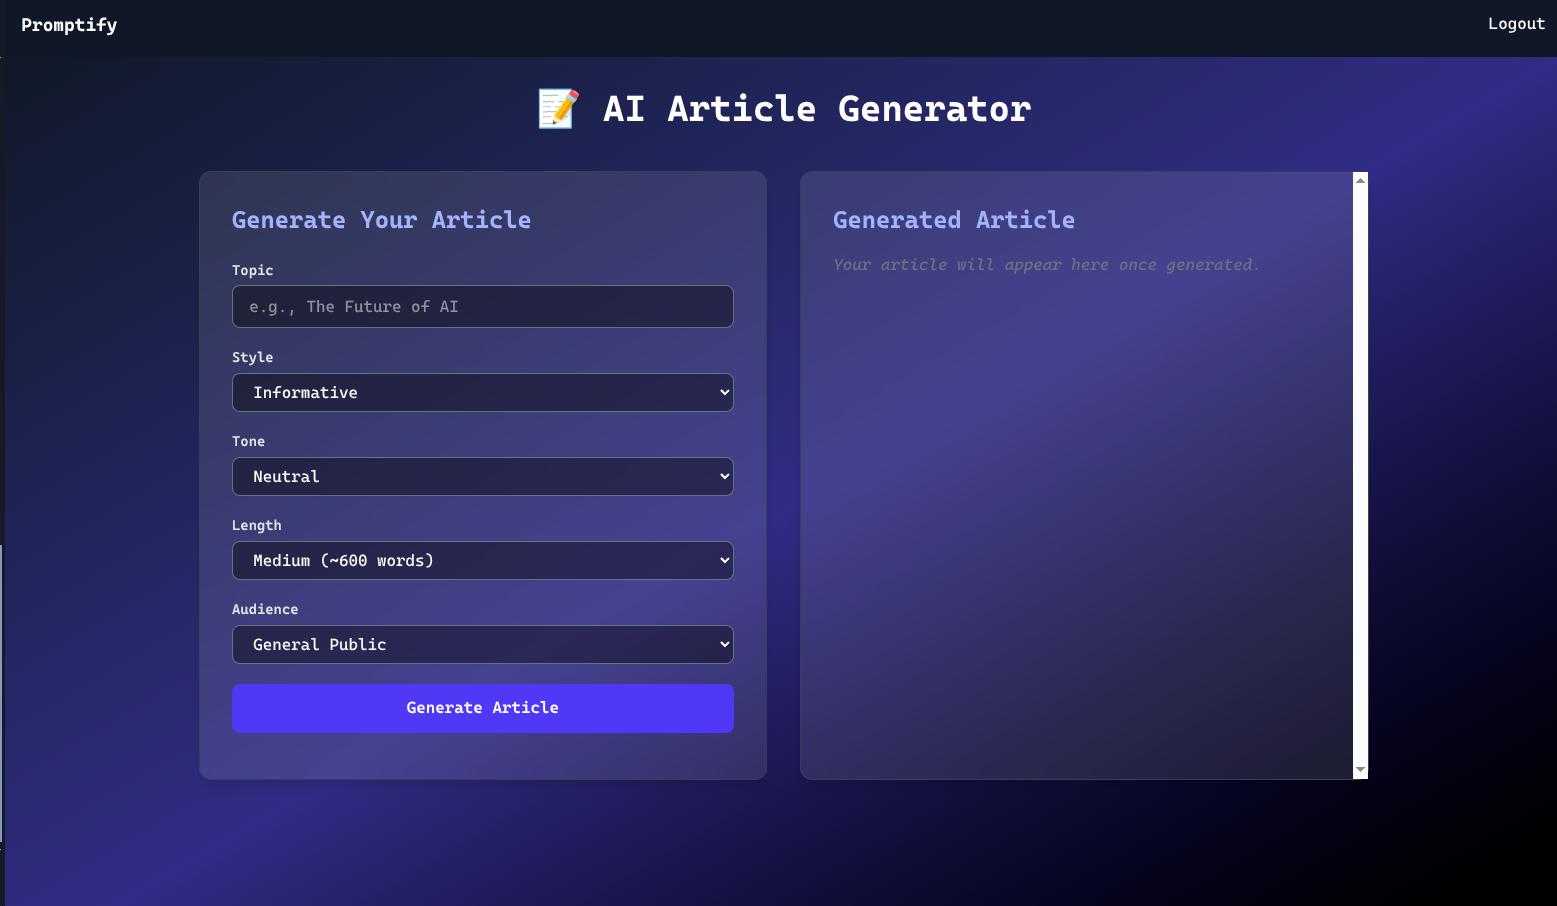 Promptify
Logout
📝 AI Article Generator
Generate Your Article
Topic
e.g., The Future of AI
Style
Informative
Tone
Neutral
Length
Medium (~600 words)
Audience
General Public
Generate Article
Generated Article
Your article will appear here once generated.